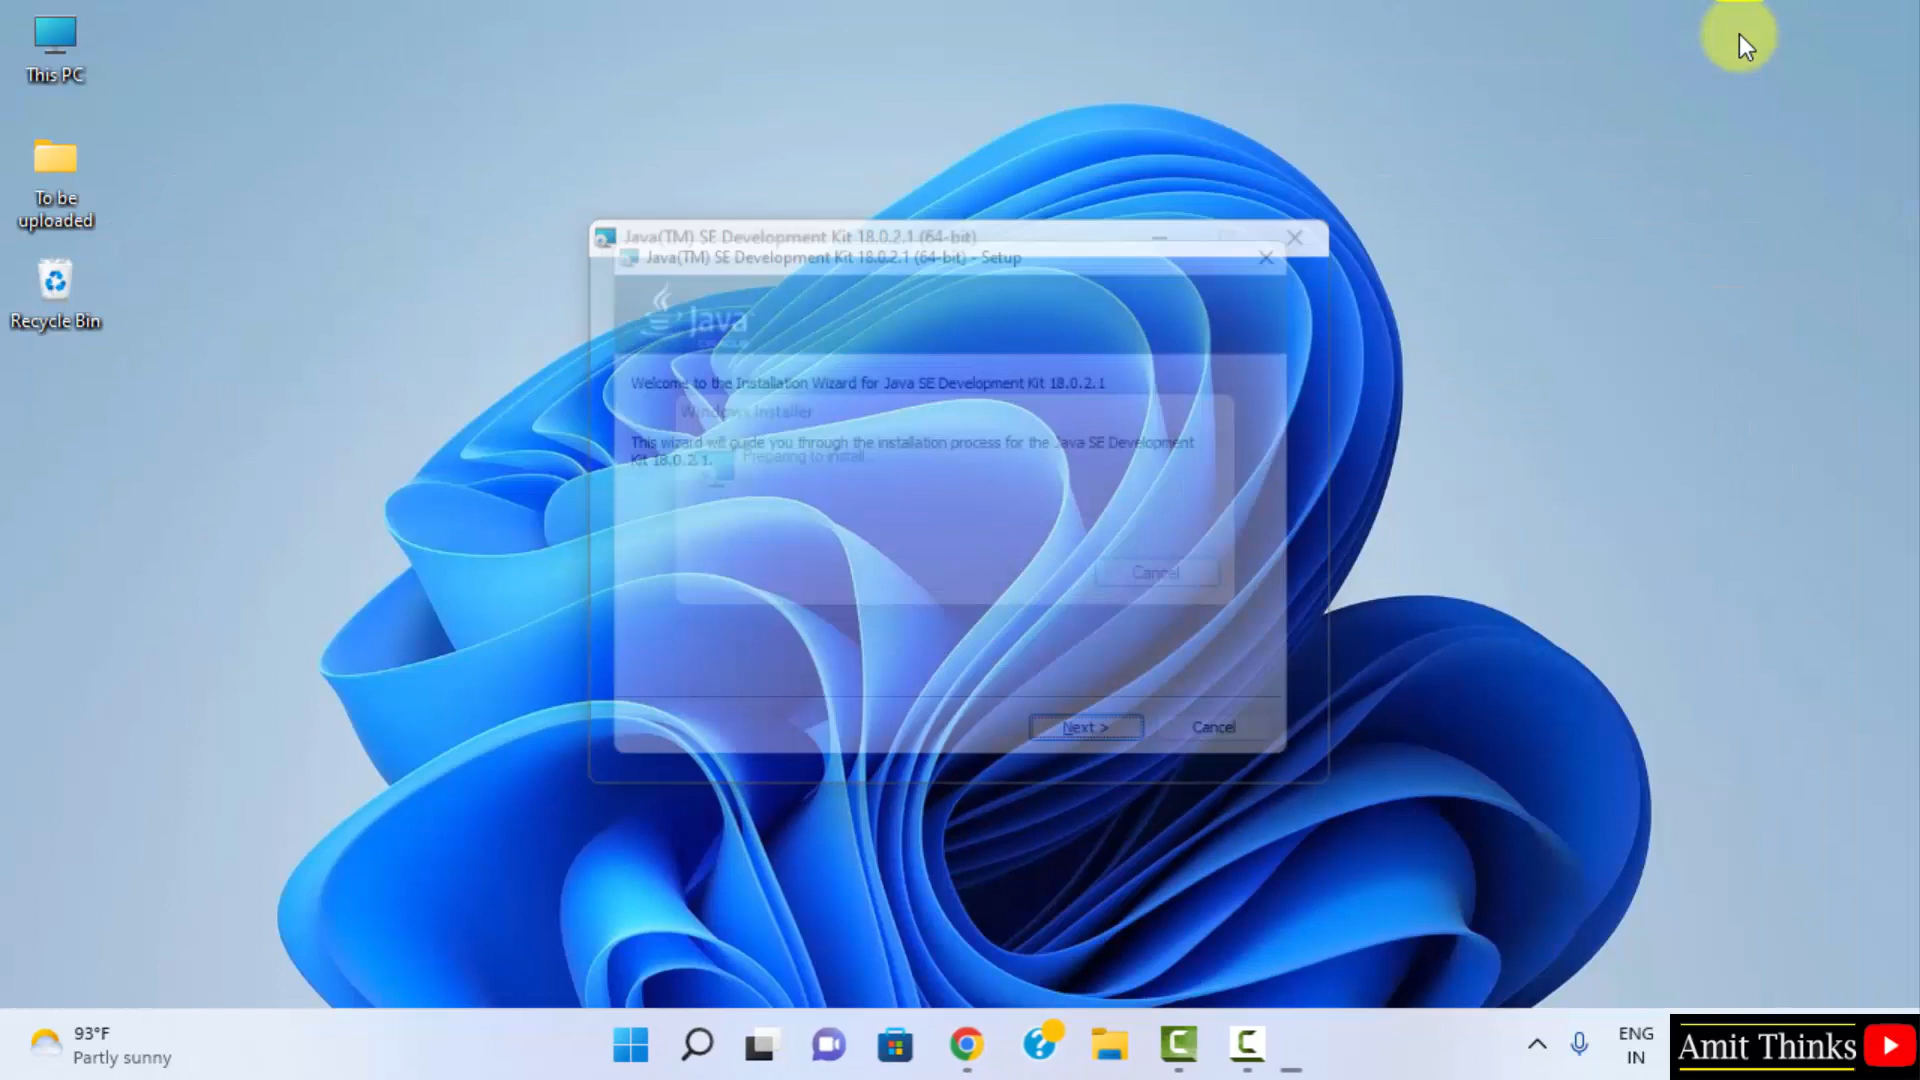 This PC
To be
uploaded
Recycle Bin
Java(TM) SE Development Kit 18.0.2.1 (64-bit)
Java(TM) SE Development Kit 18.0.2.1 (64-bit) - Setup
Java
Welcome to the Installation Wizard for Java SE Development Kit 18.0.2.1
Windows Installer
This wizard will guide you through the installation process for the Java SE Development
Kit 18.0.2.1.
Preparing to install...
Cancel
Next >
Cancel
93°F
Partly sunny
ENG
IN
Amit Thinks